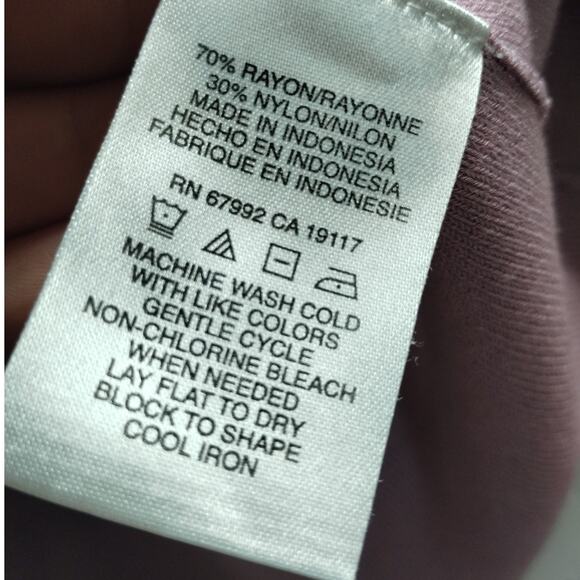 70% RAYON/RAYONNE
30% NYLON/NILON
MADE IN INDONESIA
HECHO EN INDONESIA
FABRIQUE EN INDONESIE
RN 67992 CA 19117
MACHINE WASH COLD
WITH LIKE COLORS
GENTLE CYCLE
NON-CHLORINE BLEACH
WHEN NEEDED
LAY FLAT TO DRY
BLOCK TO SHAPE
COOL IRON